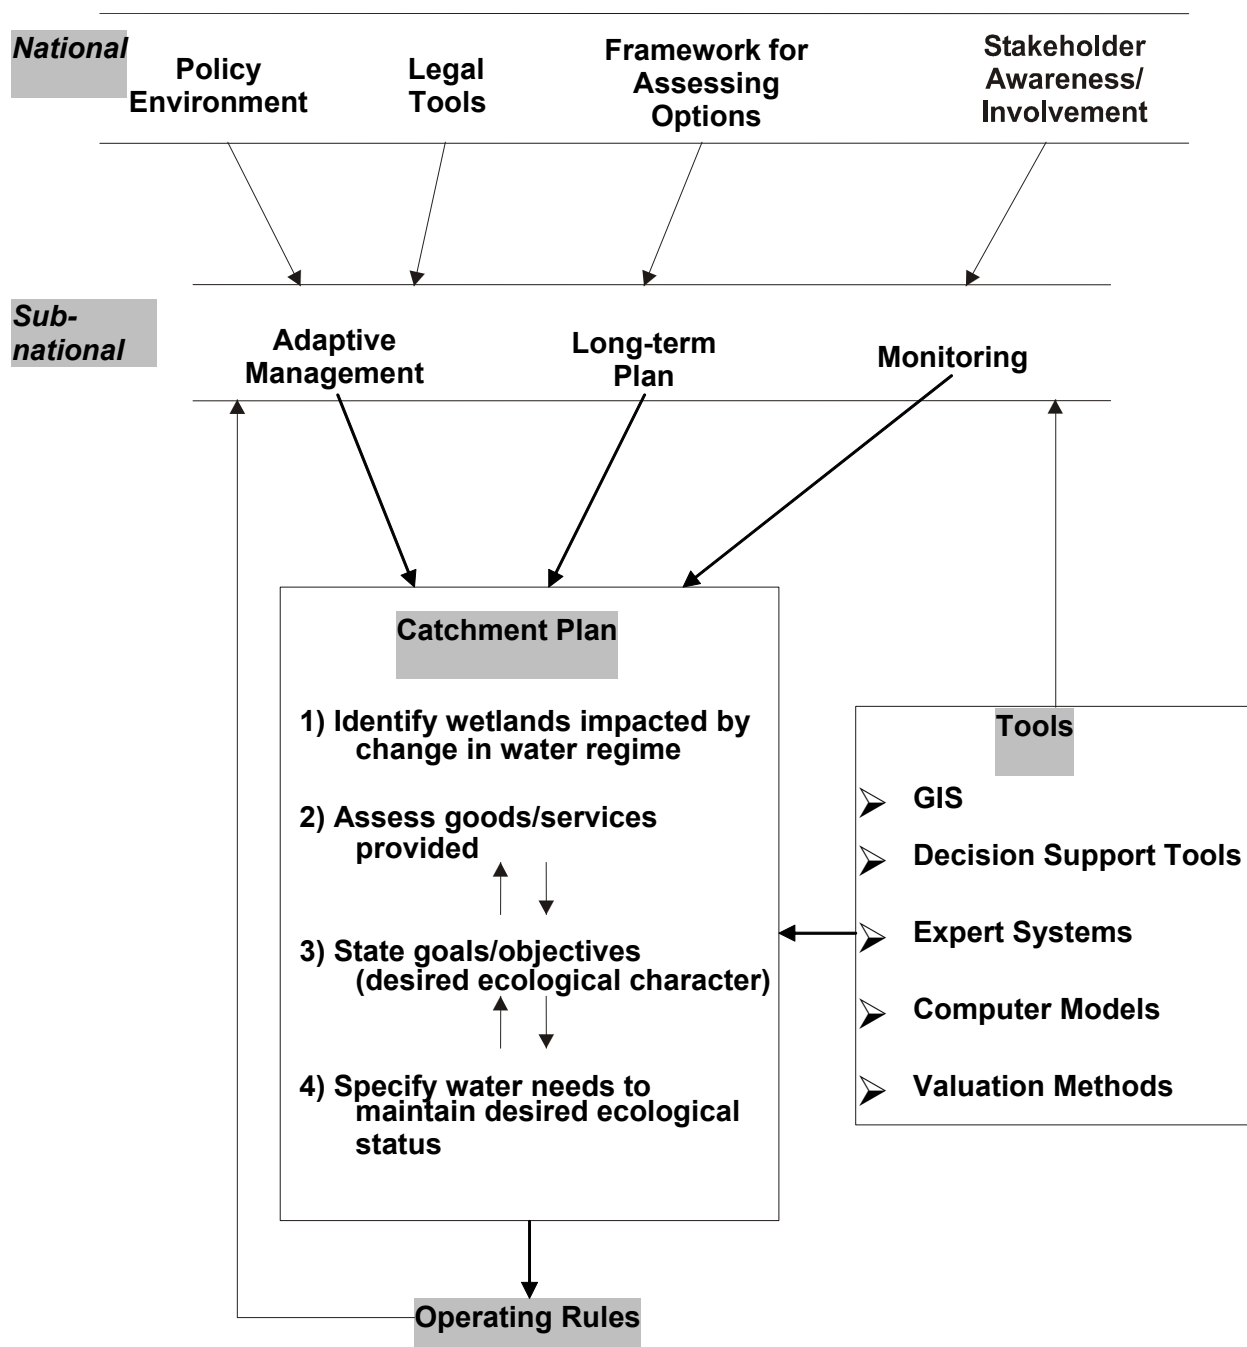 National
Policy
Environment
Legal
Tools
Framework for
Assessing
Options
Stakeholder
Awareness/
Involvement
Sub-
national
Adaptive
Management
Long-term
Plan
Monitoring
Catchment Plan
1) Identify wetlands impacted by
change in water regime
2) Assess goods/services
provided
3) State goals/objectives
(desired ecological character)
4) Specify water needs to
maintain desired ecological
status
Tools
GIS
Decision Support Tools
Expert Systems
Computer Models
Valuation Methods
Operating Rules